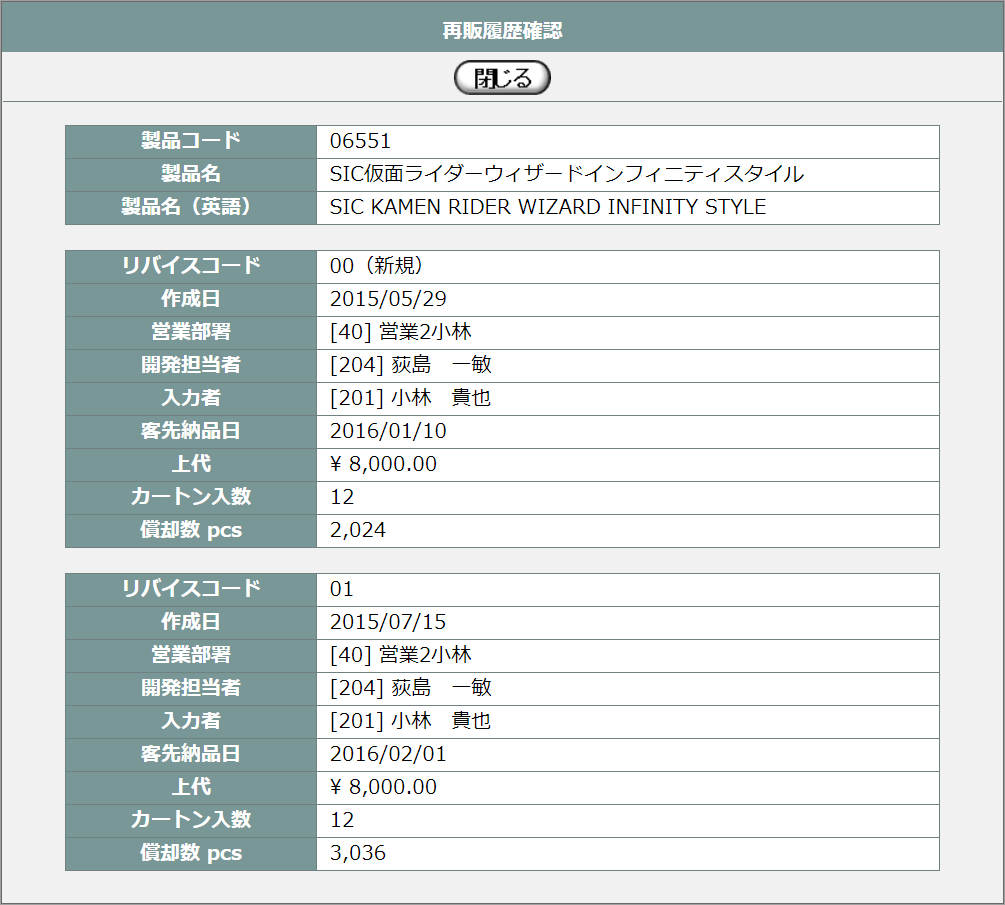 再販履歴確認
閉じる
製品コード 06551
製品名 SIC仮面ライダーウィザードインフィニティスタイル
製品名（英語） SIC KAMEN RIDER WIZARD INFINITY STYLE
リバイスコード 00（新規）
作成日 2015/05/29
営業部署 [40] 営業2小林
開発担当者 [204] 荻島　一敏
入力者 [201] 小林　貴也
客先納品日 2016/01/10
上代 ¥ 8,000.00
カートン入数 12
償却数 pcs 2,024
リバイスコード 01
作成日 2015/07/15
営業部署 [40] 営業2小林
開発担当者 [204] 荻島　一敏
入力者 [201] 小林　貴也
客先納品日 2016/02/01
上代 ¥ 8,000.00
カートン入数 12
償却数 pcs 3,036